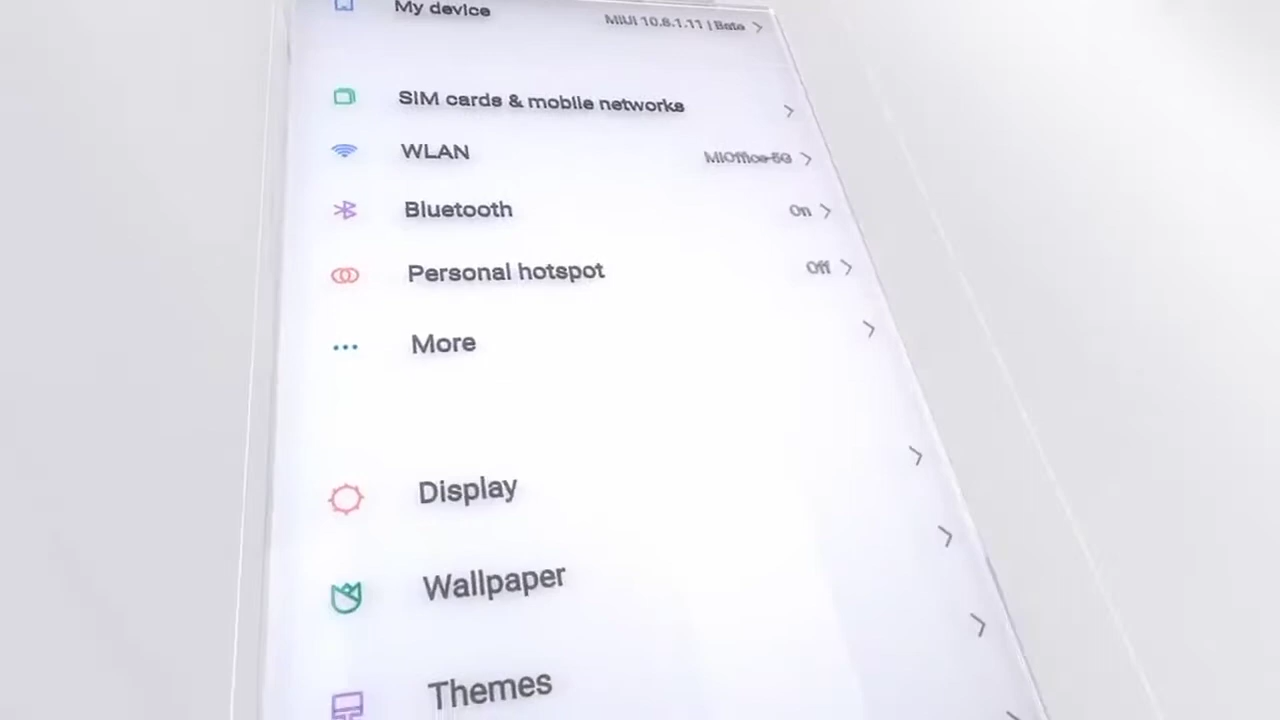 My device
MIUI 10.8.1.11 | Beta
SIM cards & mobile networks
WLAN
MIOffice-5G
Bluetooth
On
Personal hotspot
Off
More
Display
Wallpaper
Themes